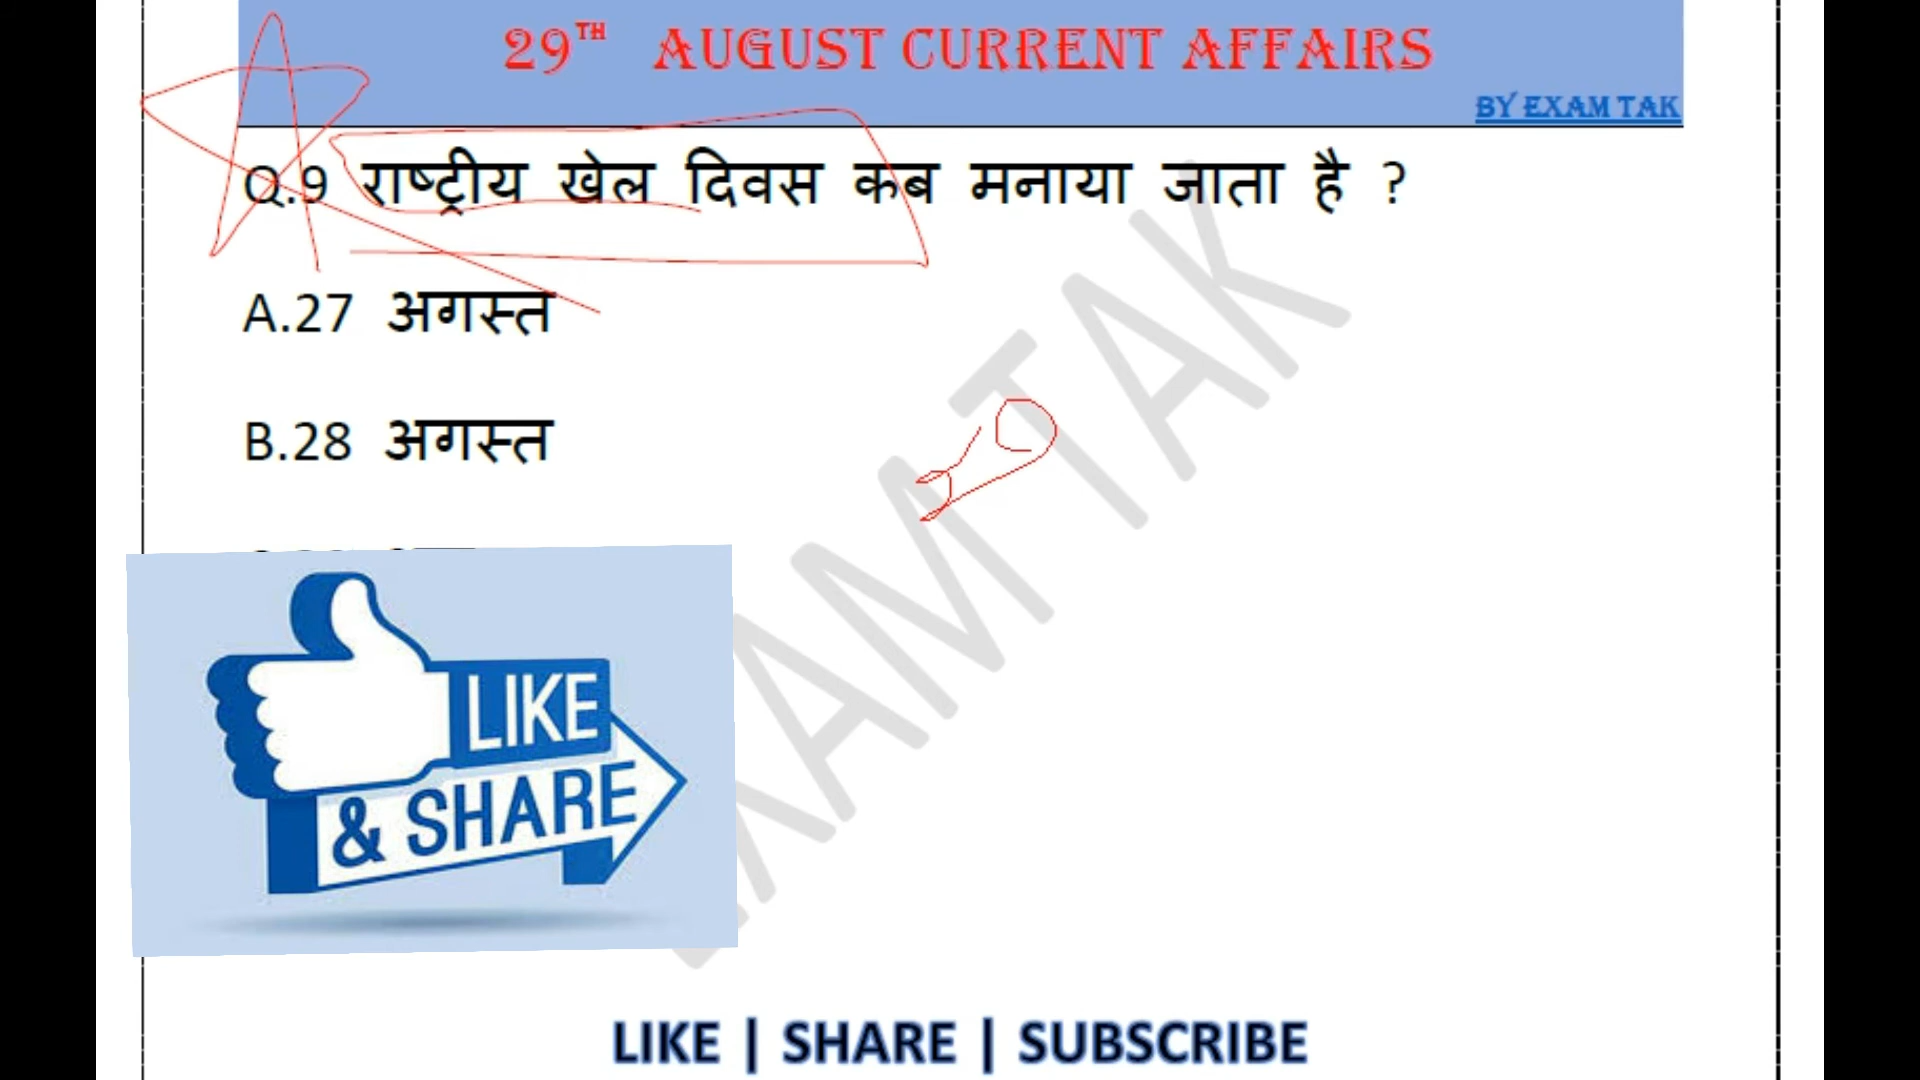 29TH AUGUST CURRENT AFFAIRS
BY EXAM TAK
Q.9 राष्ट्रीय खेल दिवस कब मनाया जाता है ?
A.27 अगस्त
B.28 अगस्त
EXAM TAK
LIKE
& SHARE
LIKE | SHARE | SUBSCRIBE